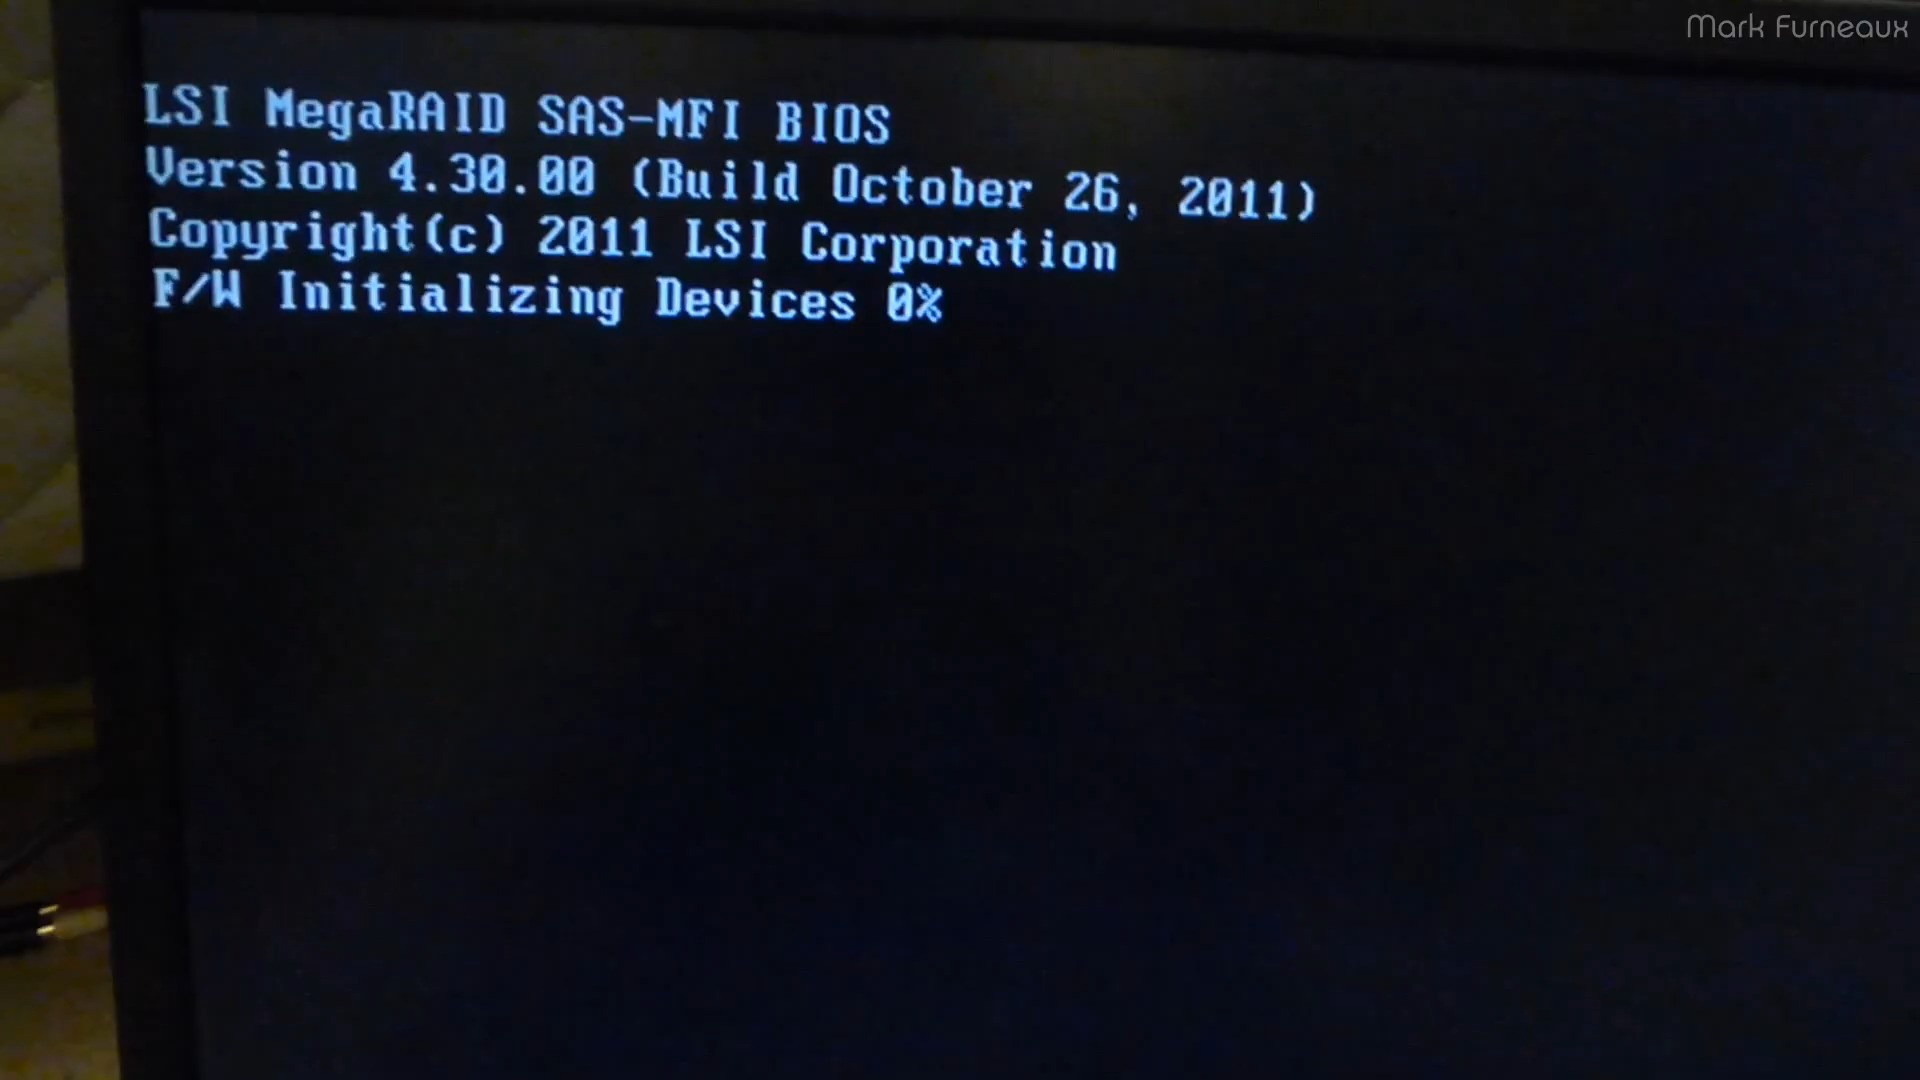 Mark Furneaux
LSI MegaRAID SAS-MFI BIOS
Version 4.30.00 (Build October 26, 2011)
Copyright(c) 2011 LSI Corporation
F/W Initializing Devices 0%